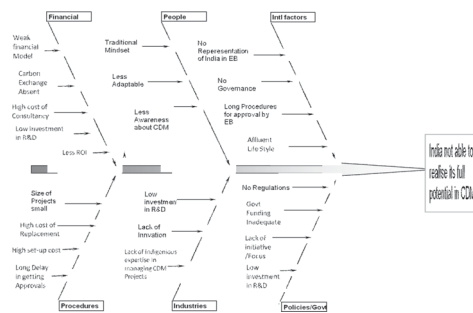 Financial
People
Intl factors
Weak
financial
Model
Carbon
Exchange
Absent
High cost of
Consultancy
Low investment
in R&D
Less ROI
Traditional
Mindset
Less
Adaptable
Less
Awareness
about CDM
No
Representation
of India in EB
No
Governance
Long Procedures
for approval by
EB
Affluent
Life Style
India not able to
realise its full
potential in CDM
Size of
Projects
small
High cost of
Replacement
High set-up cost
Long Delay
in getting
Approvals
Low
investmen
in R&D
Lack of
Innvation
Lack of Indigenous
expertise in
managing CDM
Projects
No Regulations
Govt
Funding
Inadequate
Lack of
initiative
/Focus
Low
investment
in R&D
Procedures
Industries
Policies/Govt